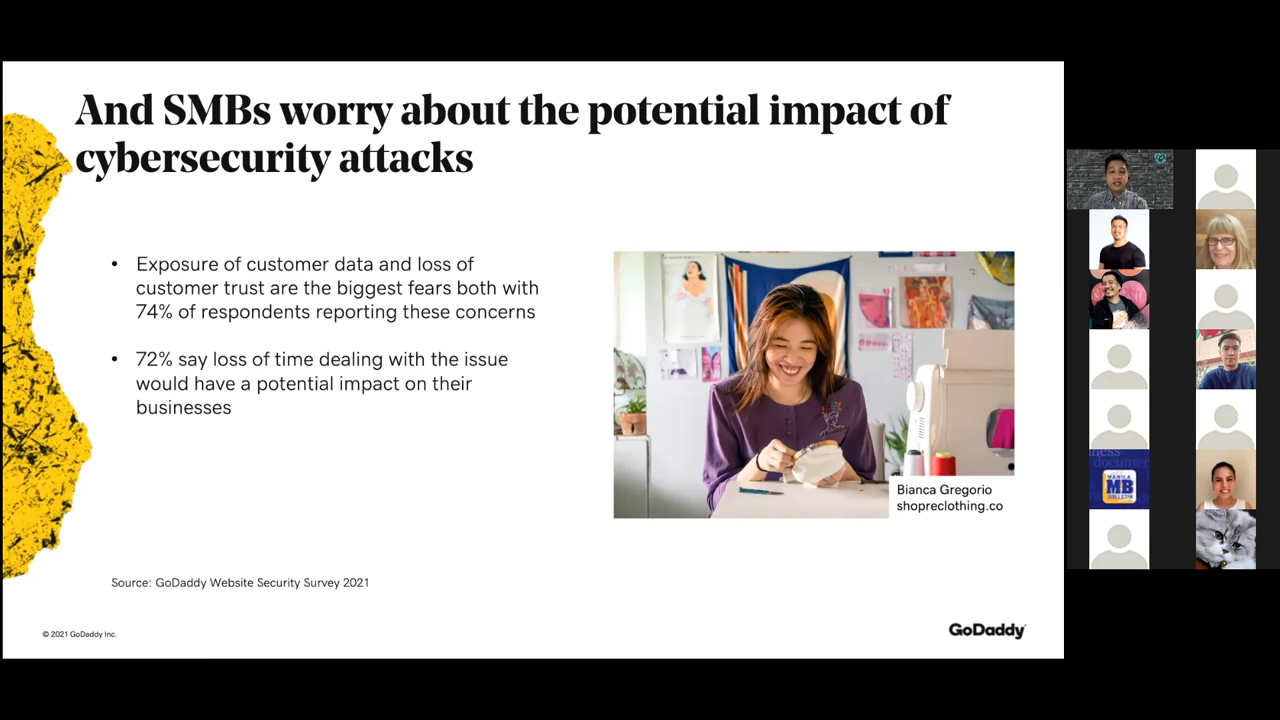 And SMBs worry about the potential impact of
cybersecurity attacks
• Exposure of customer data and loss of
customer trust are the biggest fears both with
74% of respondents reporting these concerns
• 72% say loss of time dealing with the issue
would have a potential impact on their
businesses
Bianca Gregorio
shopreclothing.co
Source: GoDaddy Website Security Survey 2021
© 2021 GoDaddy Inc.
GoDaddy
MANILA
MB
BULLETIN